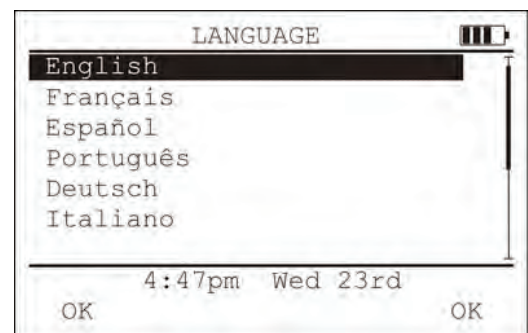 LANGUAGE
English
Français
Español
Português
Deutsch
Italiano
4:47pm Wed 23rd
OK OK